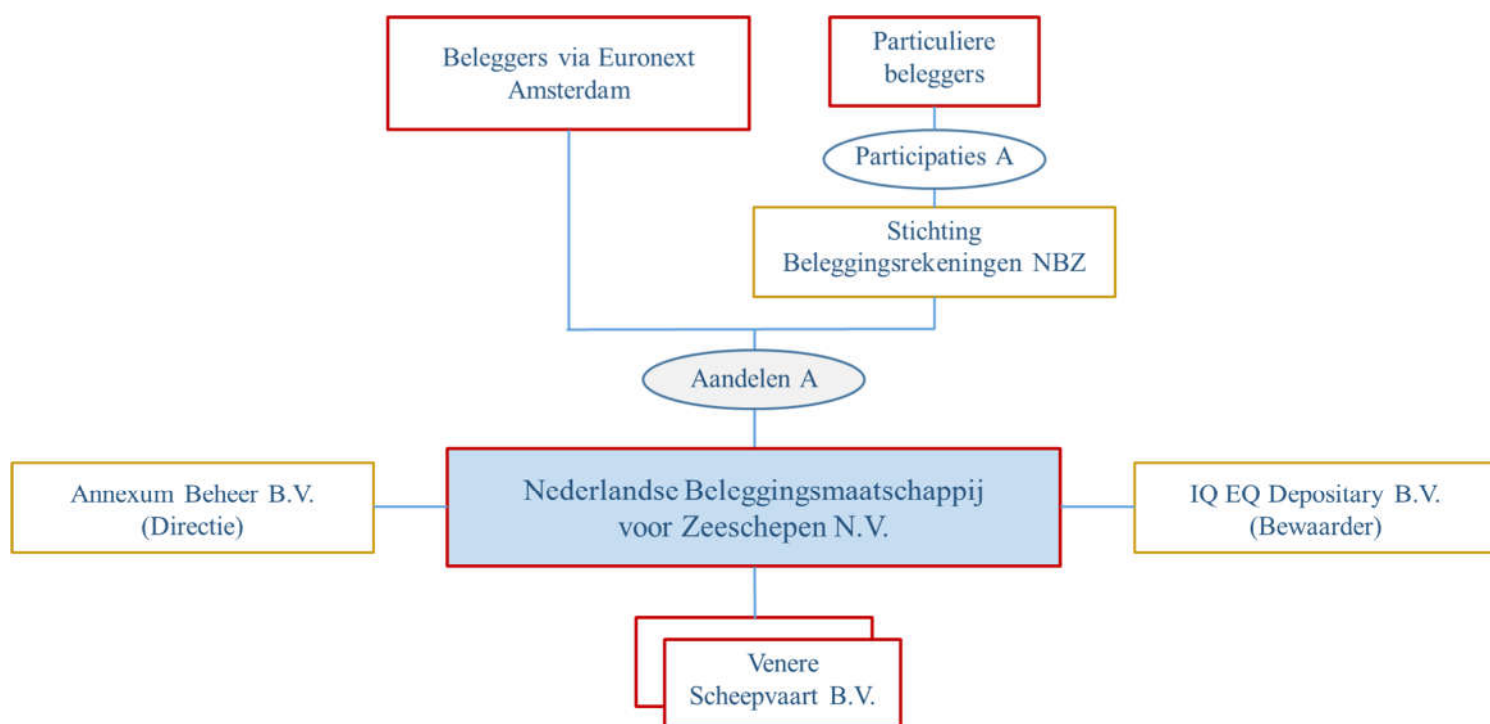 Beleggers via Euronext
Amsterdam
Particuliere
beleggers
Participaties A
Stichting
Beleggingsrekeningen NBZ
Aandelen A
Annexum Beheer B.V.
(Directie)
Nederlandse Beleggingsmaatschappij
voor Zeeschepen N.V.
IQ EQ Depositary B.V.
(Bewaarder)
Venere
Scheepvaart B.V.